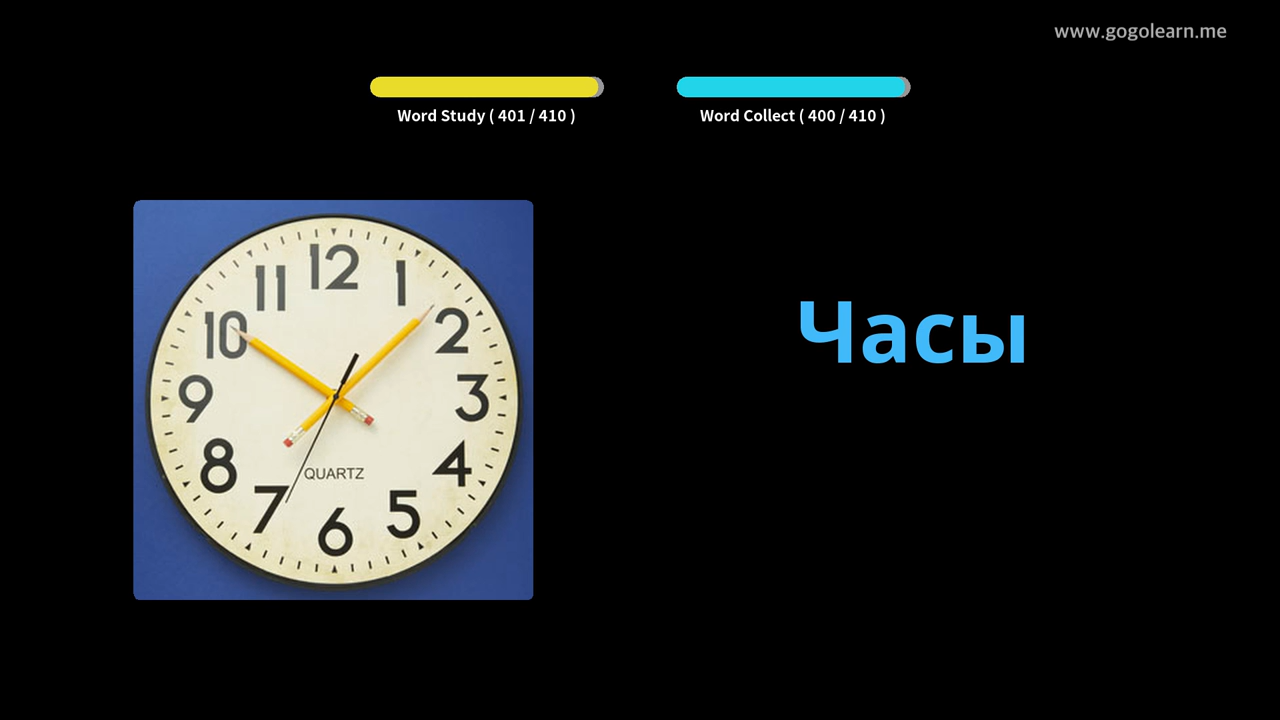 www.gogolearn.me
Word Study ( 401 / 410 )
Word Collect ( 400 / 410 )
12
11
1
10
2
9
3
8
4
QUARTZ
7
5
6
Часы